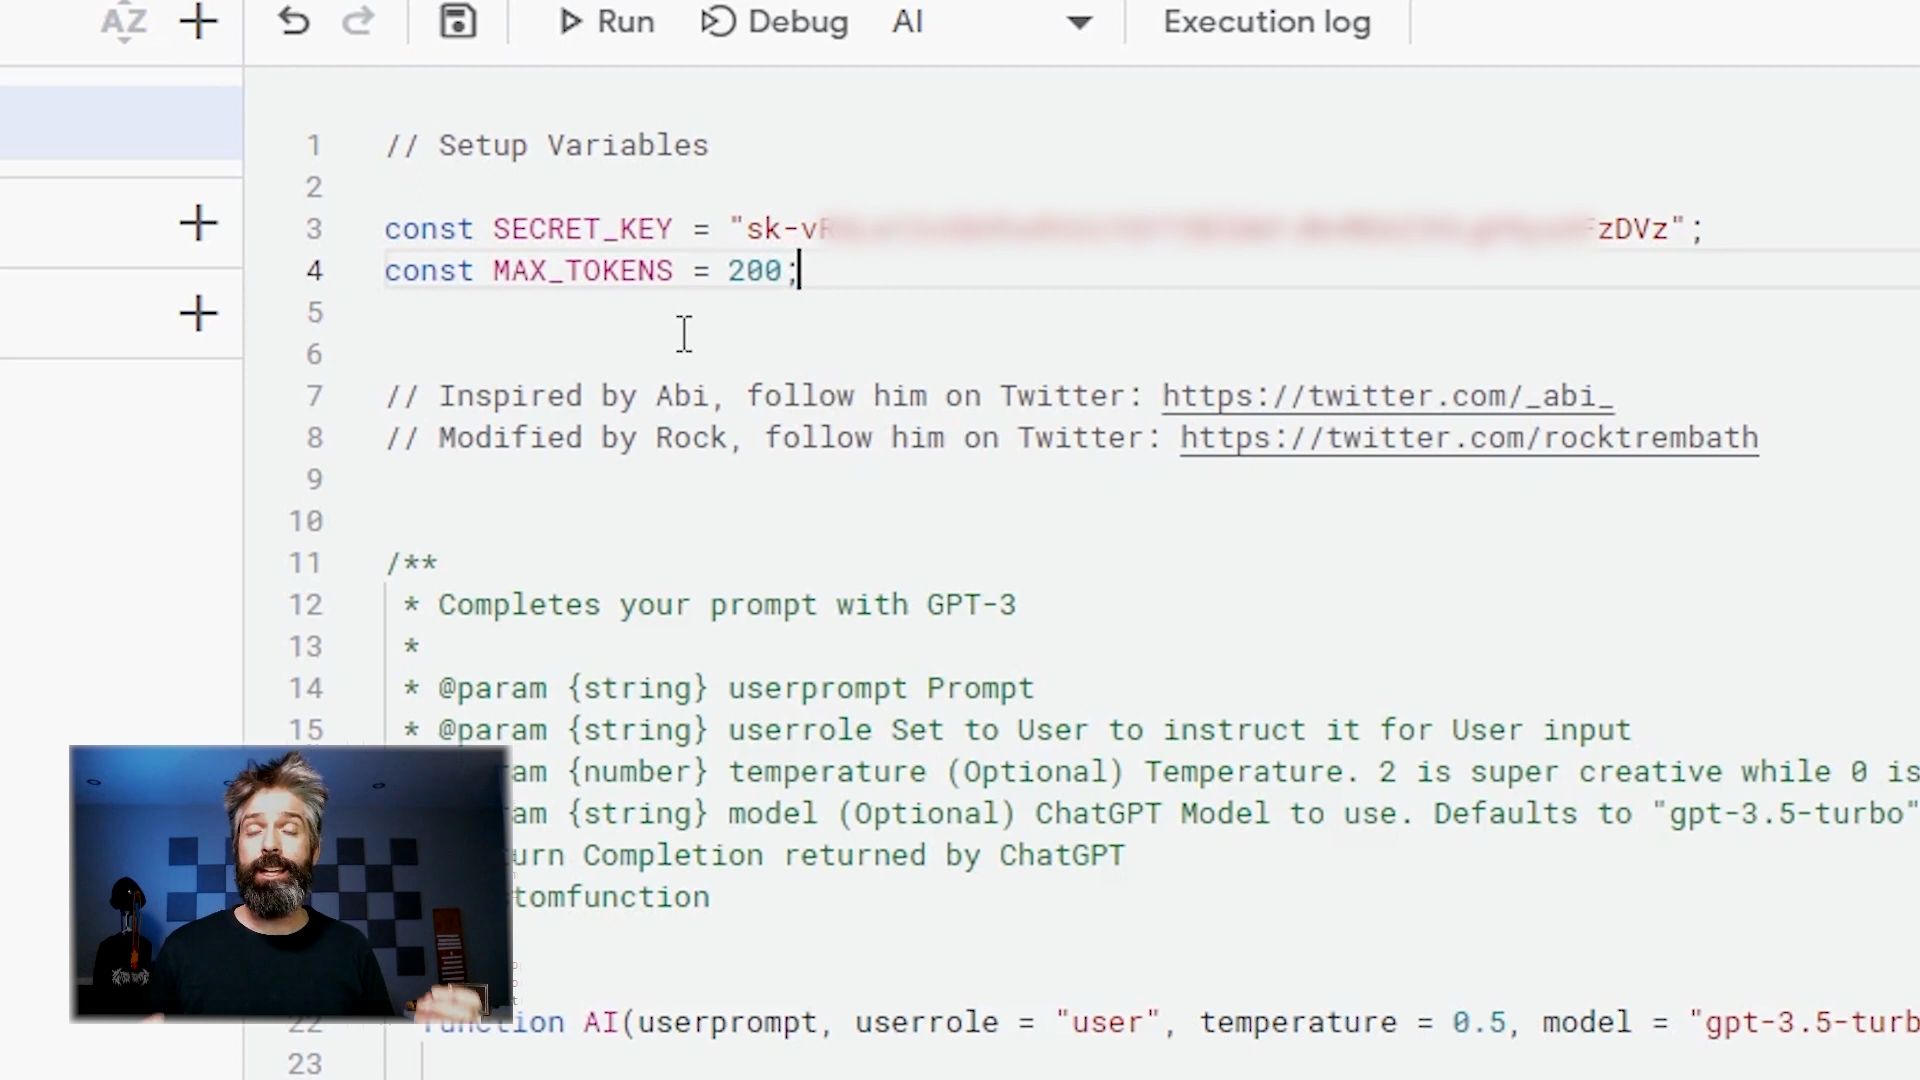 Run Debug AI Execution log
1 // Setup Variables
2
3 const SECRET_KEY = "sk-vR FzDVz";
4 const MAX_TOKENS = 200;
5
6
7 // Inspired by Abi, follow him on Twitter: https://twitter.com/_abi_
8 // Modified by Rock, follow him on Twitter: https://twitter.com/rocktrembath
9
10
11 /**
12 * Completes your prompt with GPT-3
13 *
14 * @param {string} userprompt Prompt
15 * @param {string} userrole Set to User to instruct it for User input
am {number} temperature (Optional) Temperature. 2 is super creative while 0 is
am {string} model (Optional) ChatGPT Model to use. Defaults to "gpt-3.5-turbo"
urn Completion returned by ChatGPT
tomfunction
22 function AI(userprompt, userrole = "user", temperature = 0.5, model = "gpt-3.5-turb
23